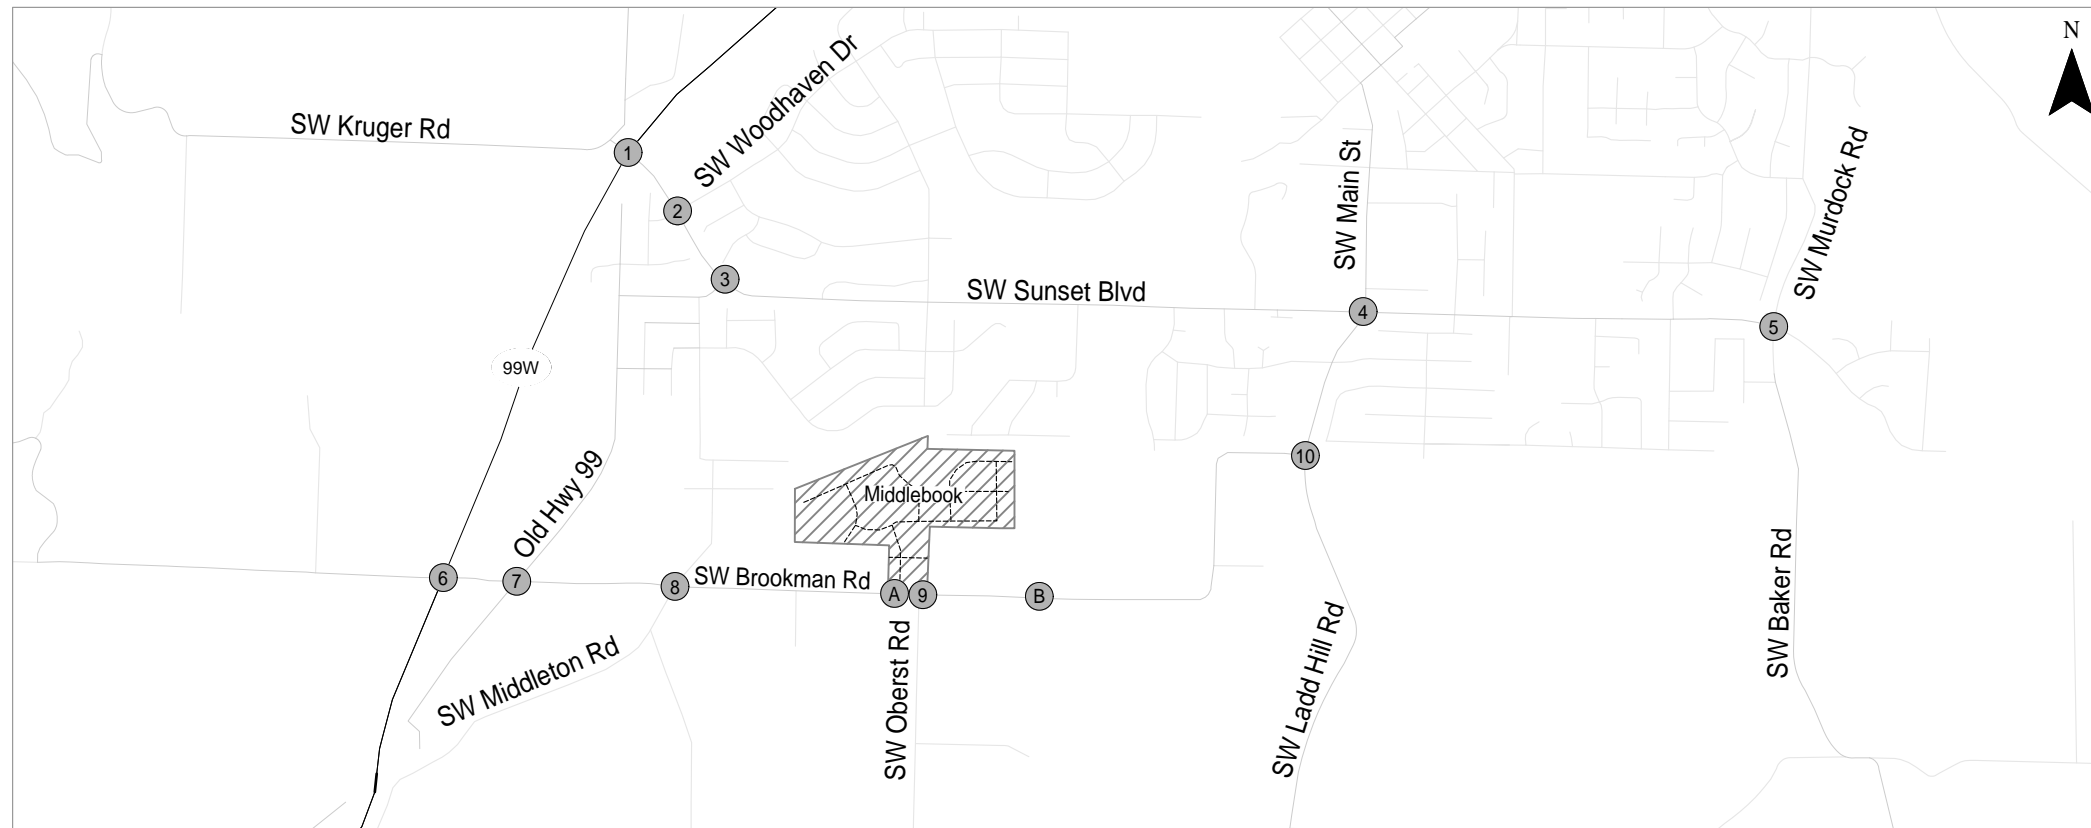 N
SW Woodhaven Dr
SW Kruger Rd
1
SW Murdock Rd
SW Main St
2
3
SW Sunset Blvd
4
5
99W
Old Hwy 99
10
Middlebook
6
7
8
SW Brookman Rd
A
9
B
SW Baker Rd
SW Middleton Rd
SW Oberst Rd
SW Ladd Hill Rd